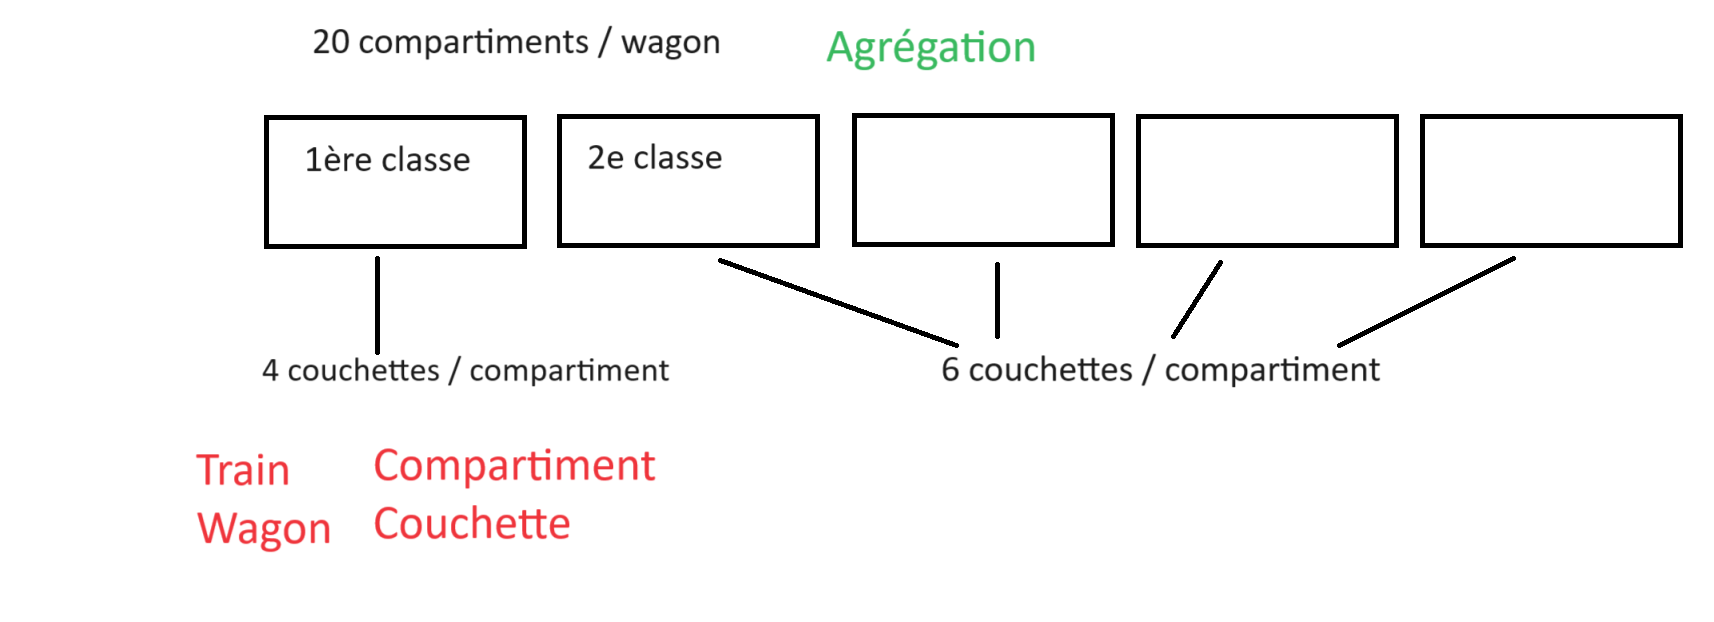 20 compartiments / wagon
Agrégation
1ère classe
2e classe
4 couchettes / compartiment
6 couchettes / compartiment
Train
Compartiment
Wagon
Couchette